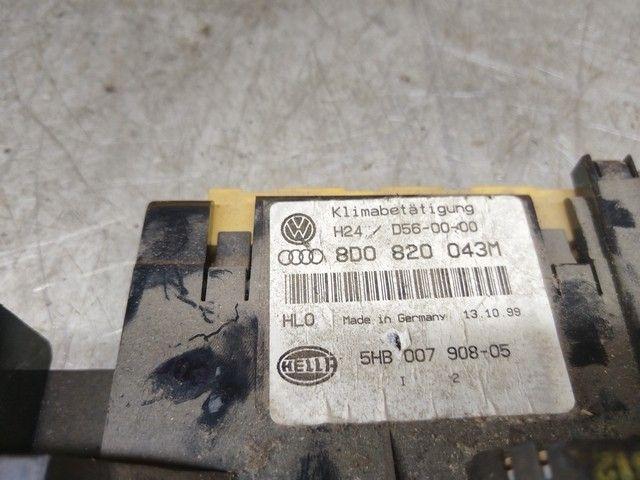 Klimabetätigung
H24 / D56-00-00
8D0 820 043M
HLO Made in Germany 13.10.99
HELLA 5HB 007 908-05
I 2